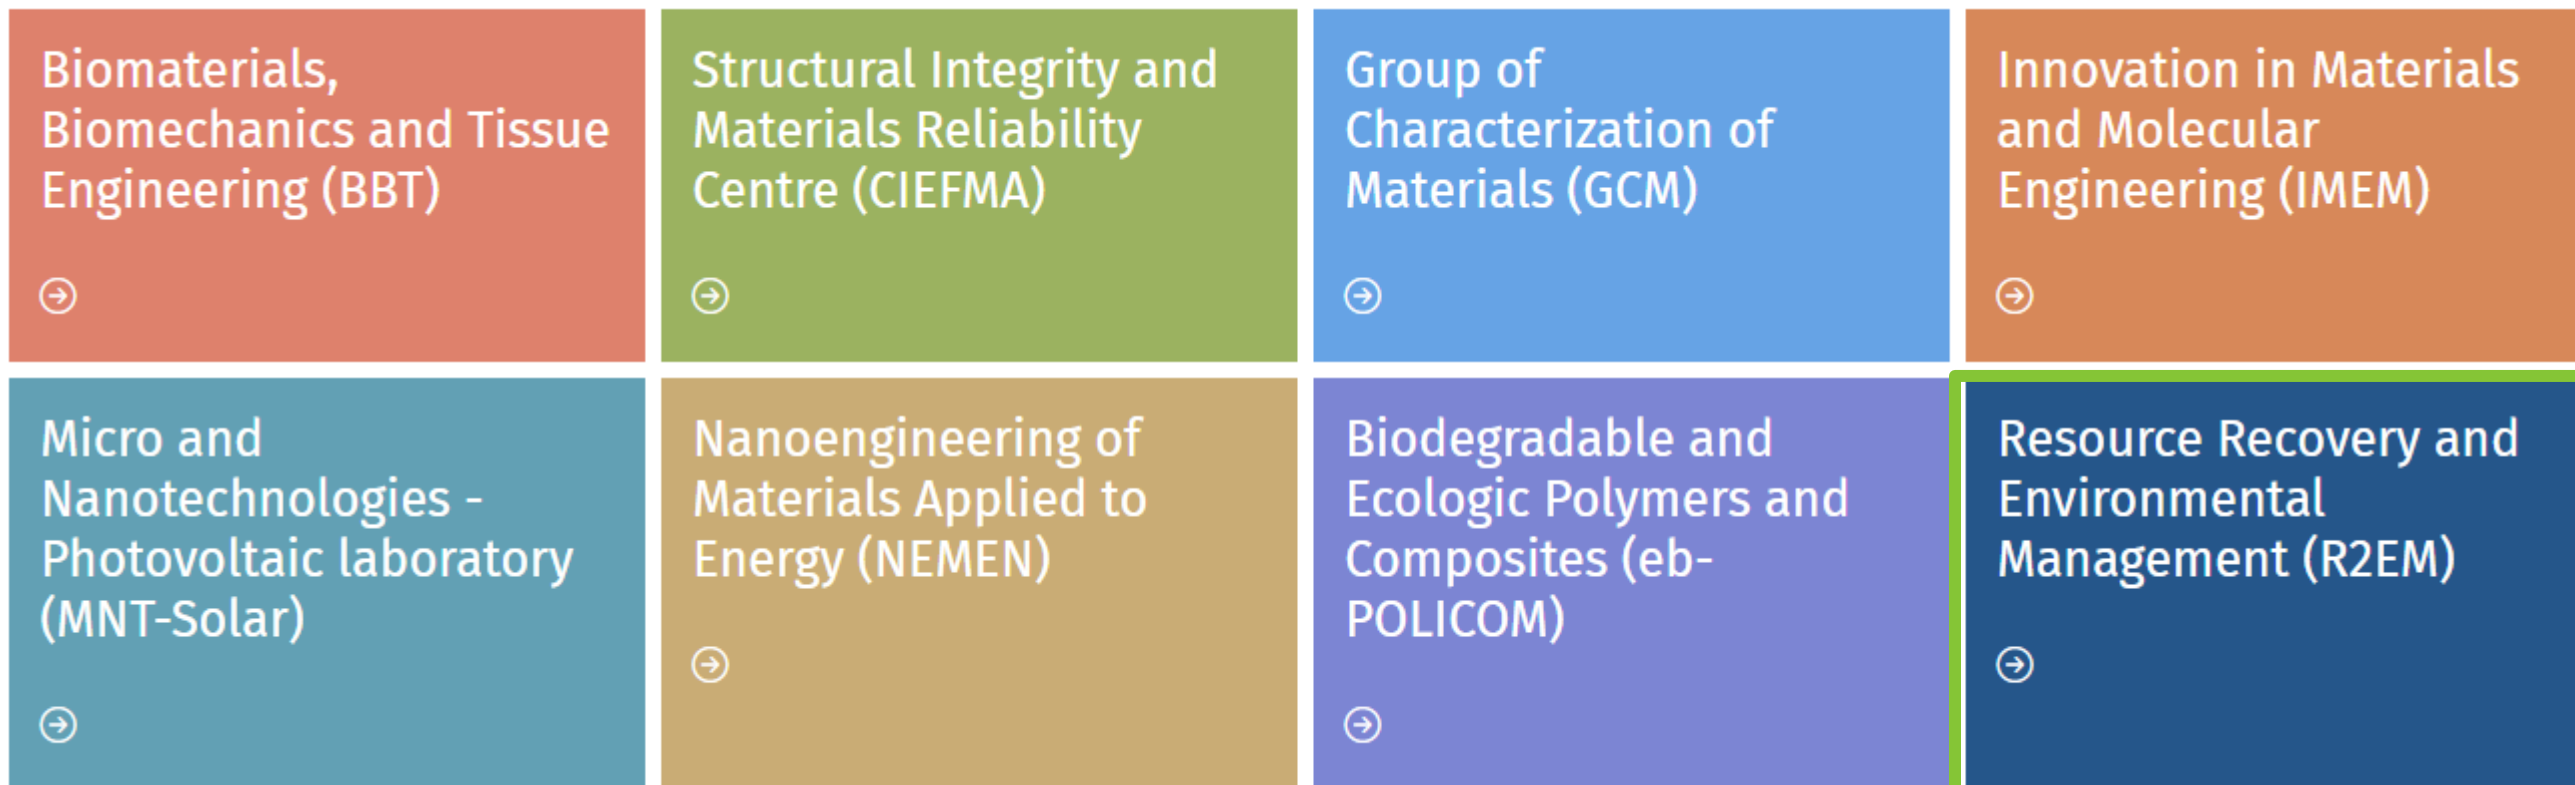 Biomaterials,
Biomechanics and Tissue
Engineering (BBT)
Structural Integrity and
Materials Reliability
Centre (CIEFMA)
Group of
Characterization of
Materials (GCM)
Innovation in Materials
and Molecular
Engineering (IMEM)
Micro and
Nanotechnologies -
Photovoltaic laboratory
(MNT-Solar)
Nanoengineering of
Materials Applied to
Energy (NEMEN)
Biodegradable and
Ecologic Polymers and
Composites (eb-
POLICOM)
Resource Recovery and
Environmental
Management (R2EM)